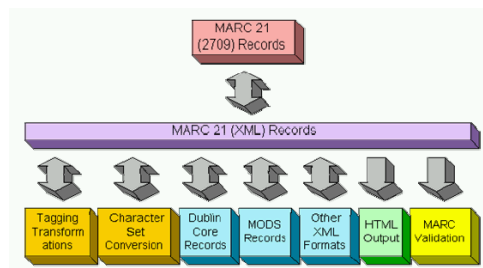 MARC 21
(2709) Records
MARC 21 (XML) Records
Tagging
Transform
ations
Character
Set
Conversion
Dublin
Core
Records
MODS
Records
Other
XML
Formats
HTML
Output
MARC
Validation